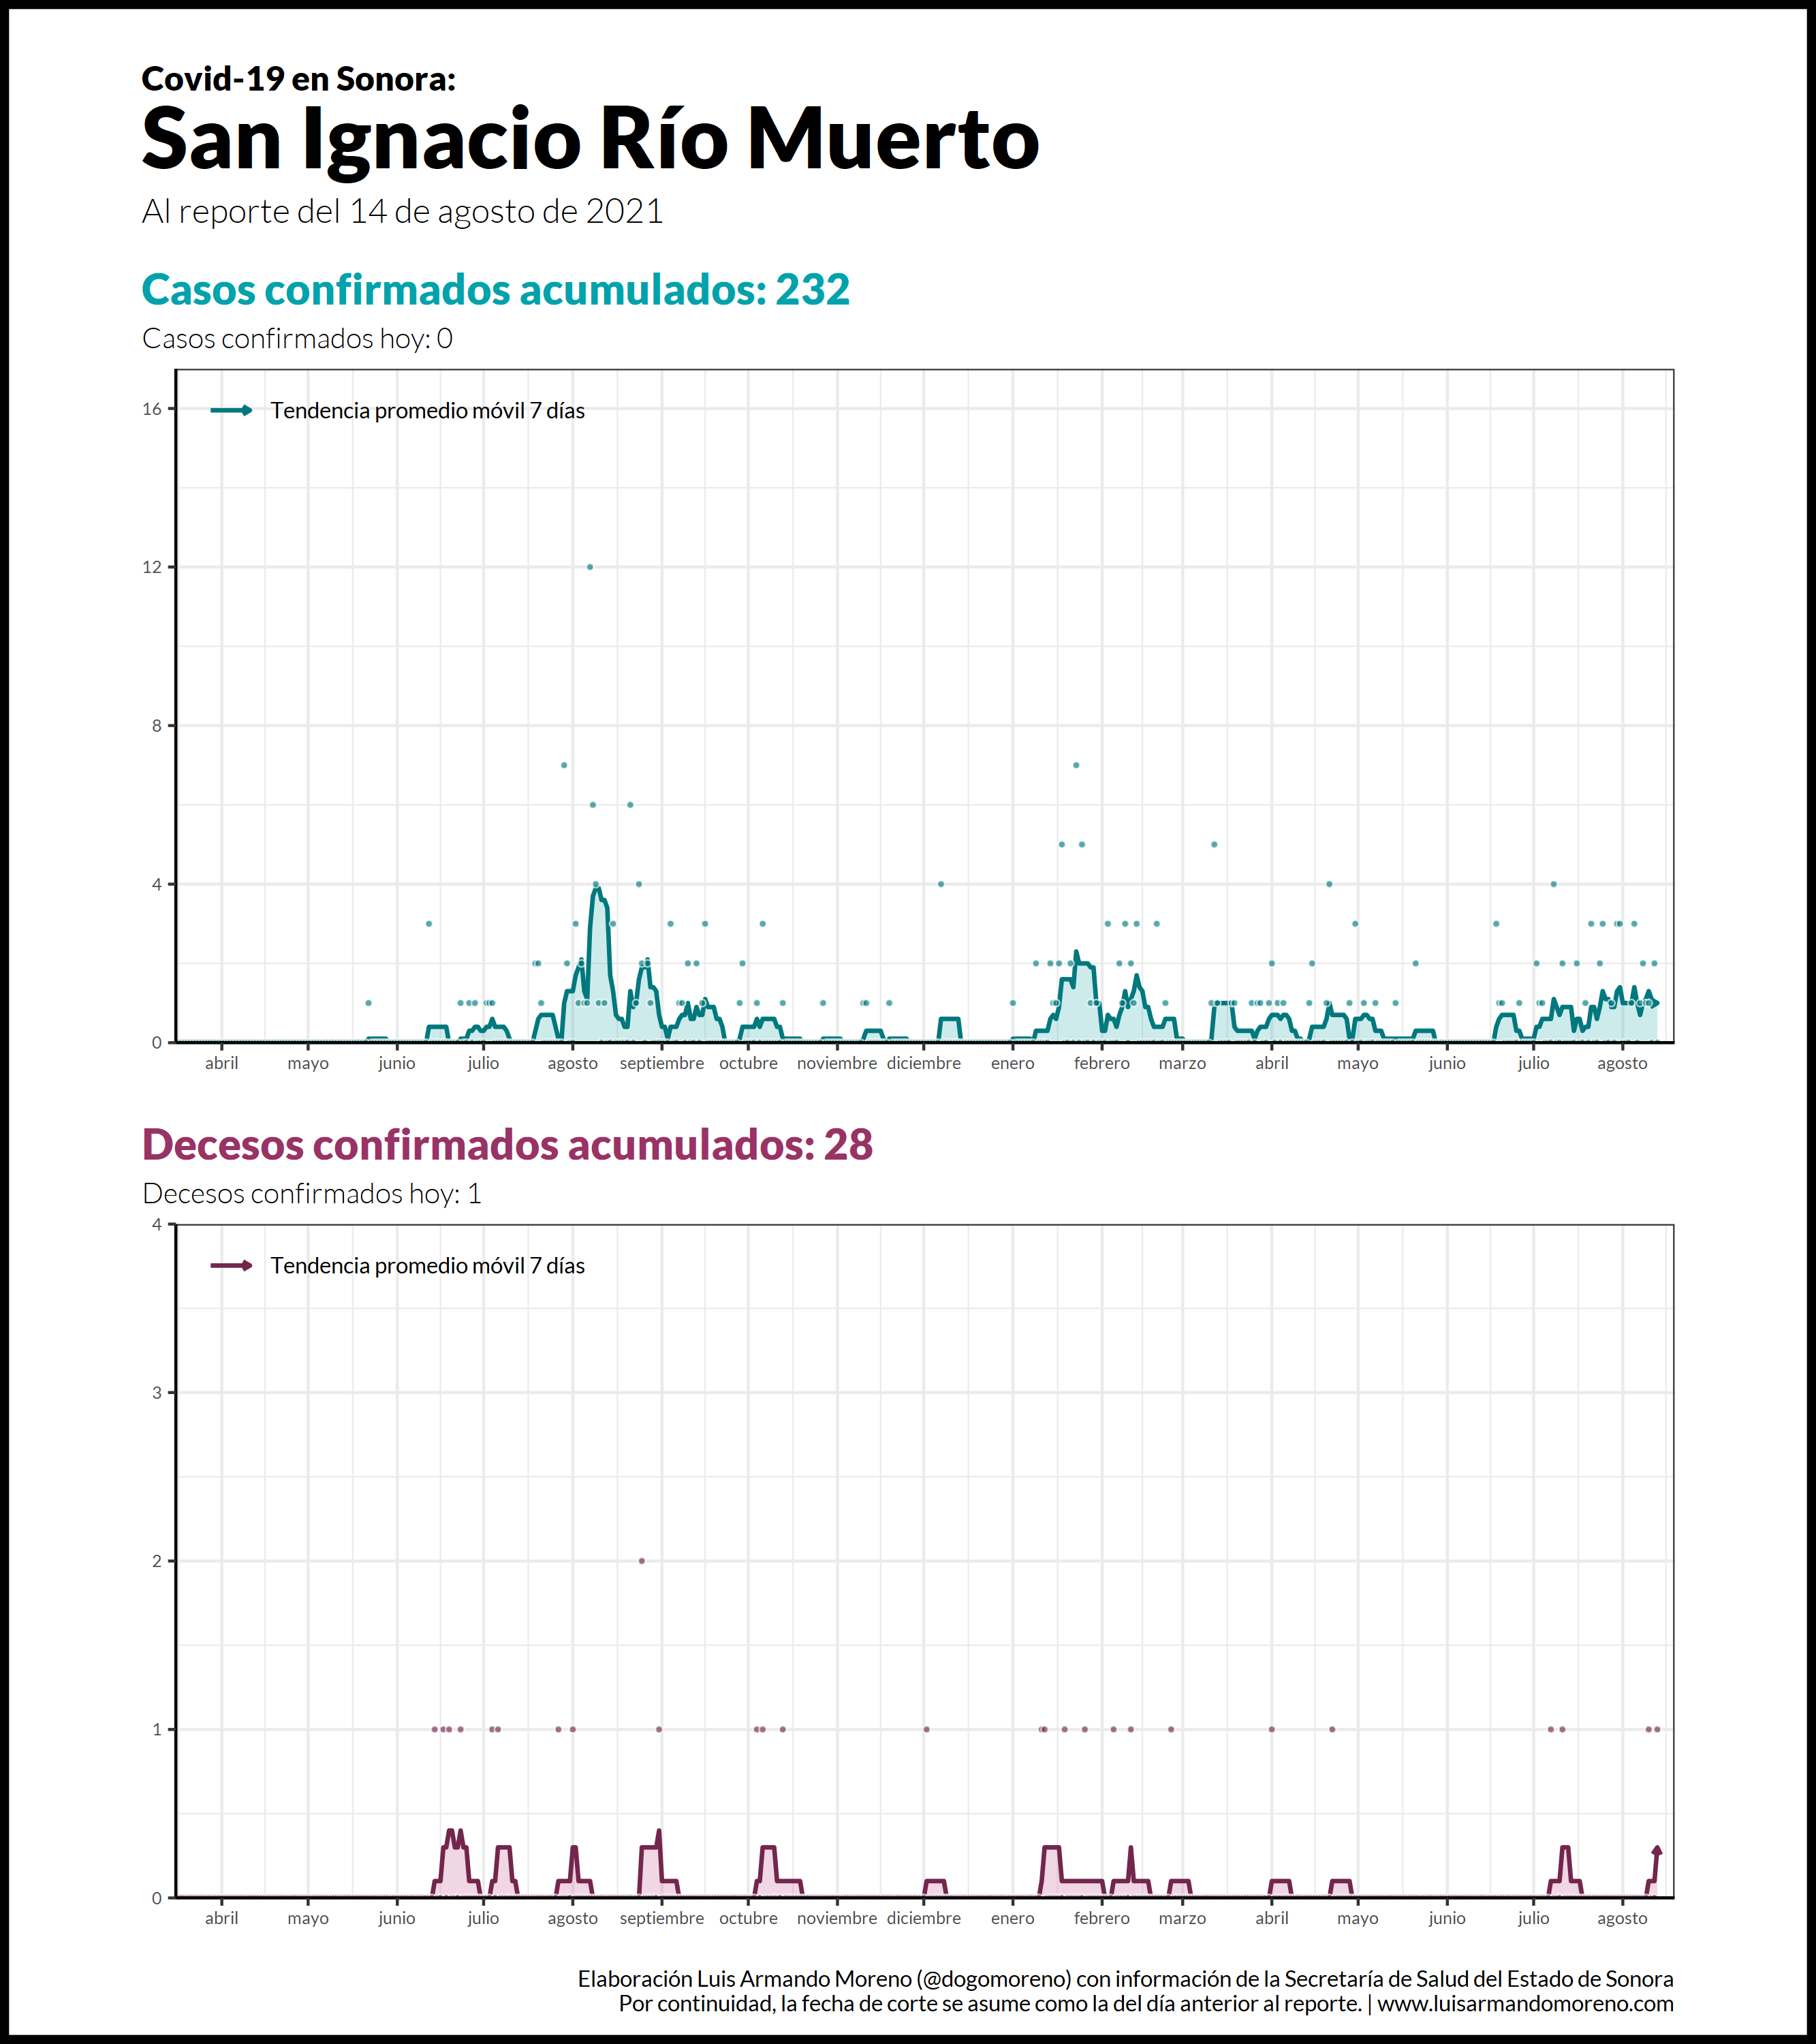 Covid-19 en Sonora:
San Ignacio Río Muerto
Al reporte del 14 de agosto de 2021
Casos confirmados acumulados: 232
Casos confirmados hoy: 0
Tendencia promedio móvil 7 días
16
12
8
4
0
abril mayo junio julio agosto septiembre octubre noviembre diciembre enero febrero marzo abril mayo junio julio agosto
Decesos confirmados acumulados: 28
Decesos confirmados hoy: 1
4
Tendencia promedio móvil 7 días
3
2
1
0
abril mayo junio julio agosto septiembre octubre noviembre diciembre enero febrero marzo abril mayo junio julio agosto
Elaboración Luis Armando Moreno (@dogomoreno) con información de la Secretaría de Salud del Estado de Sonora
Por continuidad, la fecha de corte se asume como la del día anterior al reporte. | www.luisarmandomoreno.com